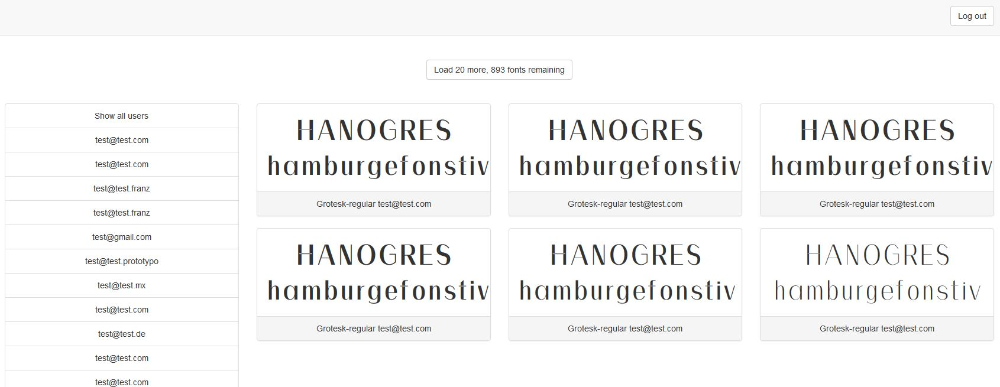 Log out
Load 20 more, 893 fonts remaining
Show all users
test@test.com
test@test.com
test@test.franz
test@test.franz
test@gmail.com
test@test.prototypo
test@test.mx
test@test.com
test@test.de
test@test.com
test@test.com
HANOGRES
hamburgefonstiv
Grotesk-regular test@test.com
HANOGRES
hamburgefonstiv
Grotesk-regular test@test.com
HANOGRES
hamburgefonstiv
Grotesk-regular test@test.com
HANOGRES
hamburgefonstiv
Grotesk-regular test@test.com
HANOGRES
hamburgefonstiv
Grotesk-regular test@test.com
HANOGRES
hamburgefonstiv
Grotesk-regular test@test.com